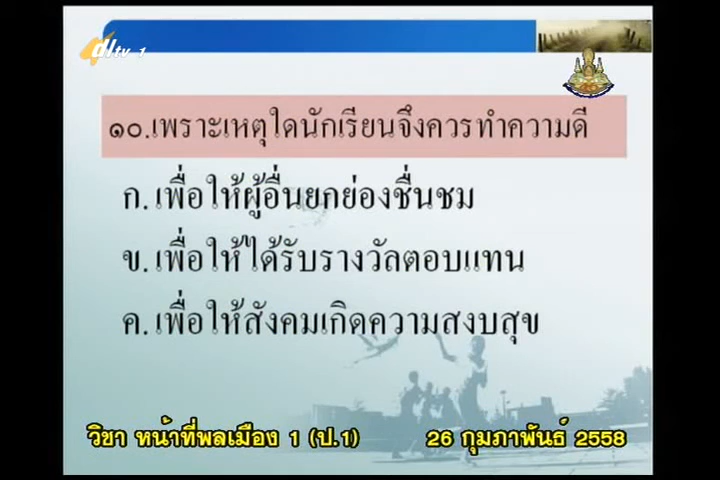 dltv-1
๑๐.เพราะเหตุใดนักเรียนจึงควรทำความดี
ก.เพื่อให้ผู้อื่นยกย่องชื่นชม
ข.เพื่อให้ได้รับรางวัลตอบแทน
ค.เพื่อให้สังคมเกิดความสงบสุข
วิชา หน้าที่พลเมือง 1 (ป.1) 26 กุมภาพันธ์ 2558